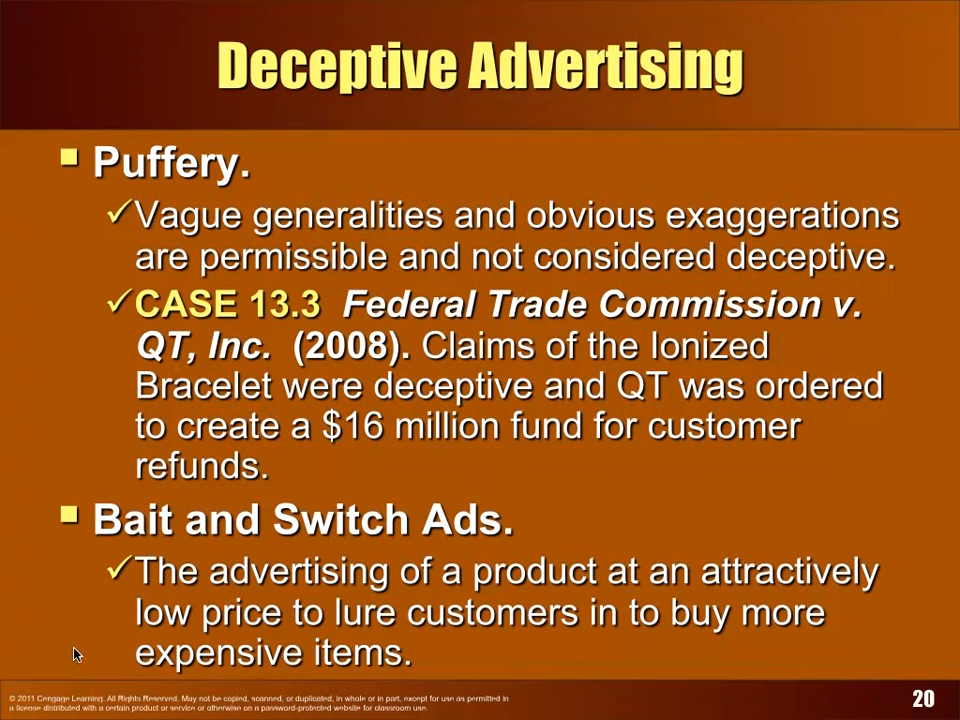 Deceptive Advertising
Puffery.
Vague generalities and obvious exaggerations
are permissible and not considered deceptive.
CASE 13.3 Federal Trade Commission v.
QT, Inc. (2008). Claims of the Ionized
Bracelet were deceptive and QT was ordered
to create a $16 million fund for customer
refunds.
Bait and Switch Ads.
The advertising of a product at an attractively
low price to lure customers in to buy more
expensive items.
© 2011 Cengage Learning. All Rights Reserved. May not be copied, scanned, or duplicated, in whole or in part, except for use as permitted in
a license distributed with a certain product or service or otherwise on a password-protected website for classroom use.
20